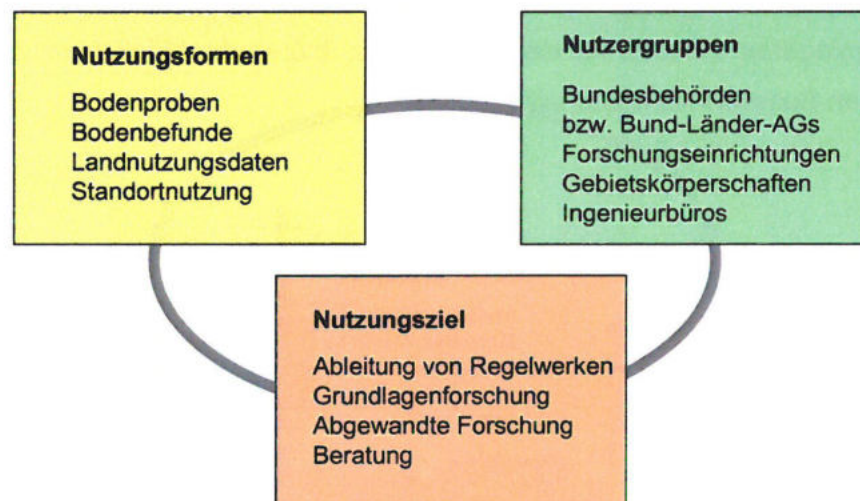 Nutzungsformen
Bodenproben
Bodenbefunde
Landnutzungsdaten
Standortnutzung
Nutzergruppen
Bundesbehörden
bzw. Bund-Länder-AGs
Forschungseinrichtungen
Gebietskörperschaften
Ingenieurbüros
Nutzungsziel
Ableitung von Regelwerken
Grundlagenforschung
Abgewandte Forschung
Beratung